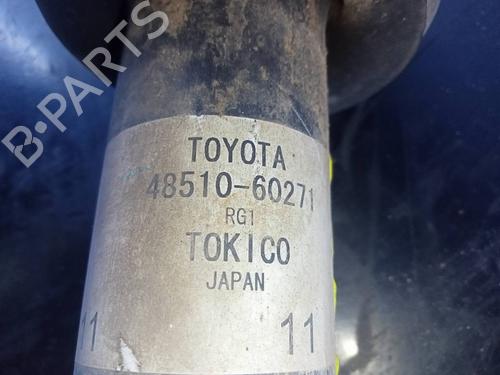 B-PARTS
TOYOTA
48510-60271
RG1
TOKICO
JAPAN
11 11